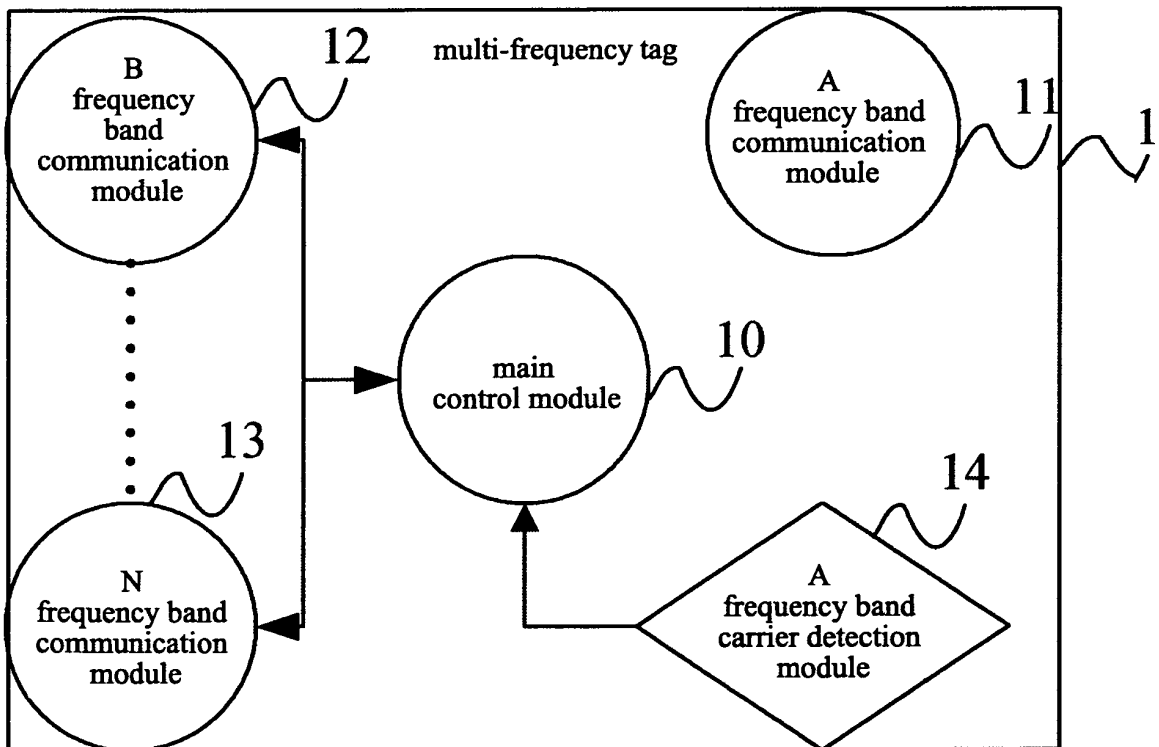 multi-frequency tag
B
frequency
band
communication
module
12
A
frequency band
communication
module
11
1
main
control module
10
13
N
frequency band
communication
module
14
A
frequency band
carrier detection
module